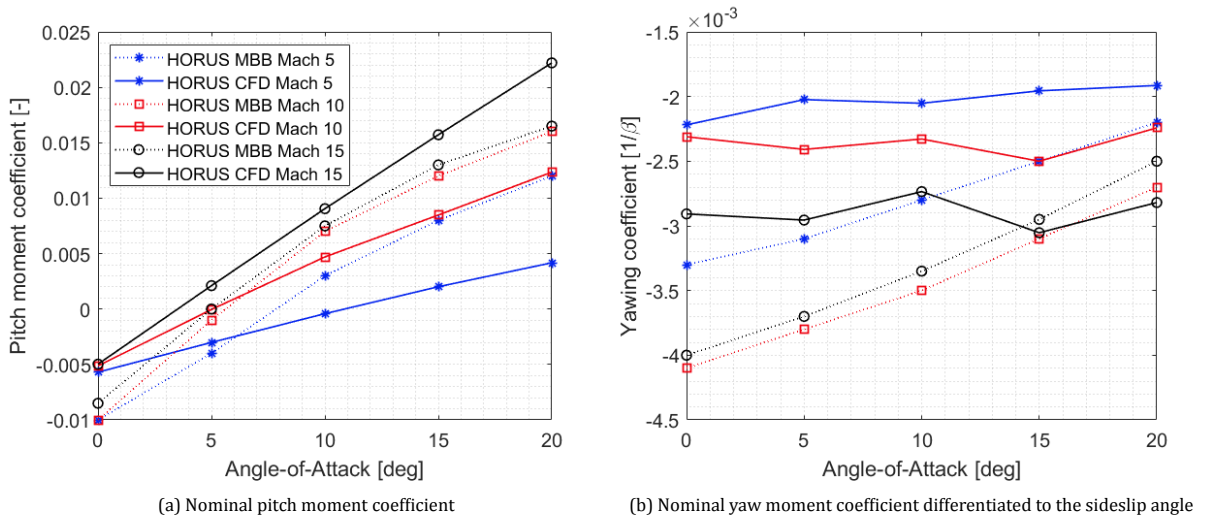 0.025
0.02
0.015
0.01
0.005
0
-0.005
-0.01
Pitch moment coefficient [-]
HORUS MBB Mach 5
HORUS CFD Mach 5
HORUS MBB Mach 10
HORUS CFD Mach 10
HORUS MBB Mach 15
HORUS CFD Mach 15
0 5 10 15 20
Angle-of-Attack [deg]
(a) Nominal pitch moment coefficient
×10⁻³
-1.5
-2
-2.5
-3
-3.5
-4
-4.5
Yawing coefficient [1/β]
0 5 10 15 20
Angle-of-Attack [deg]
(b) Nominal yaw moment coefficient differentiated to the sideslip angle